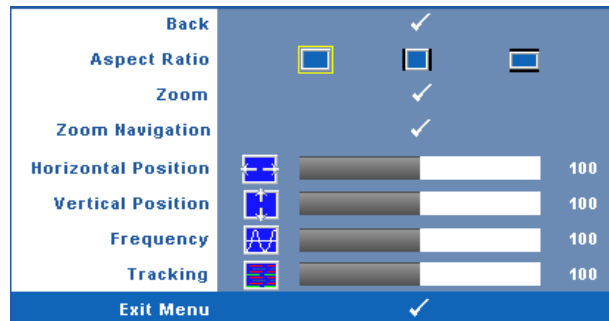 Back
Aspect Ratio
Zoom
Zoom Navigation
Horizontal Position 100
Vertical Position 100
Frequency 100
Tracking 100
Exit Menu